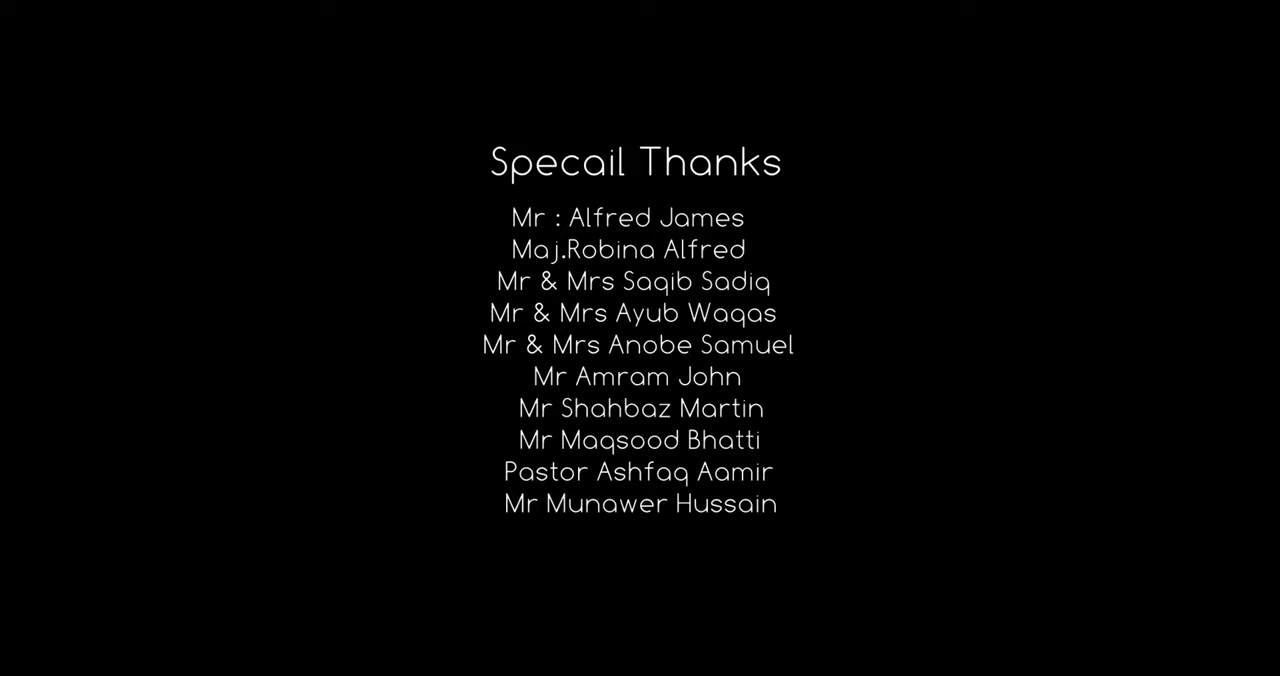 Specail Thanks
Mr : Alfred James
Maj.Robina Alfred
Mr & Mrs Saqib Sadiq
Mr & Mrs Ayub Waqas
Mr & Mrs Anobe Samuel
Mr Amram John
Mr Shahbaz Martin
Mr Maqsood Bhatti
Pastor Ashfaq Aamir
Mr Munawer Hussain